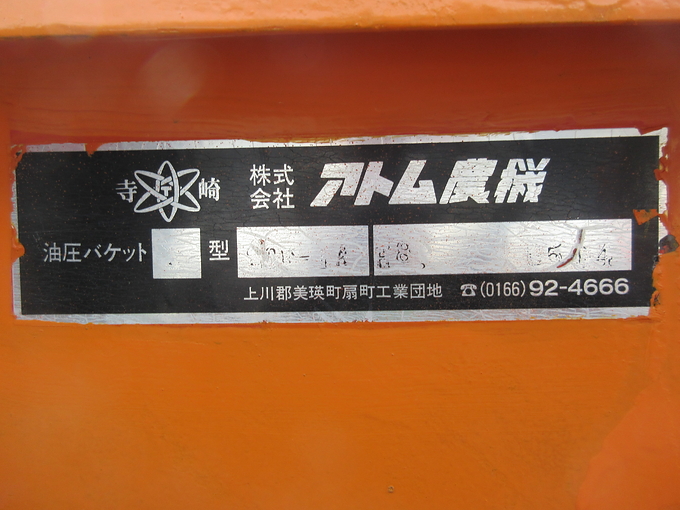 寺崎 株式会社 アトム農機
油圧バケット 型
上川郡美瑛町扇町工業団地 ☎(0166)92-4666